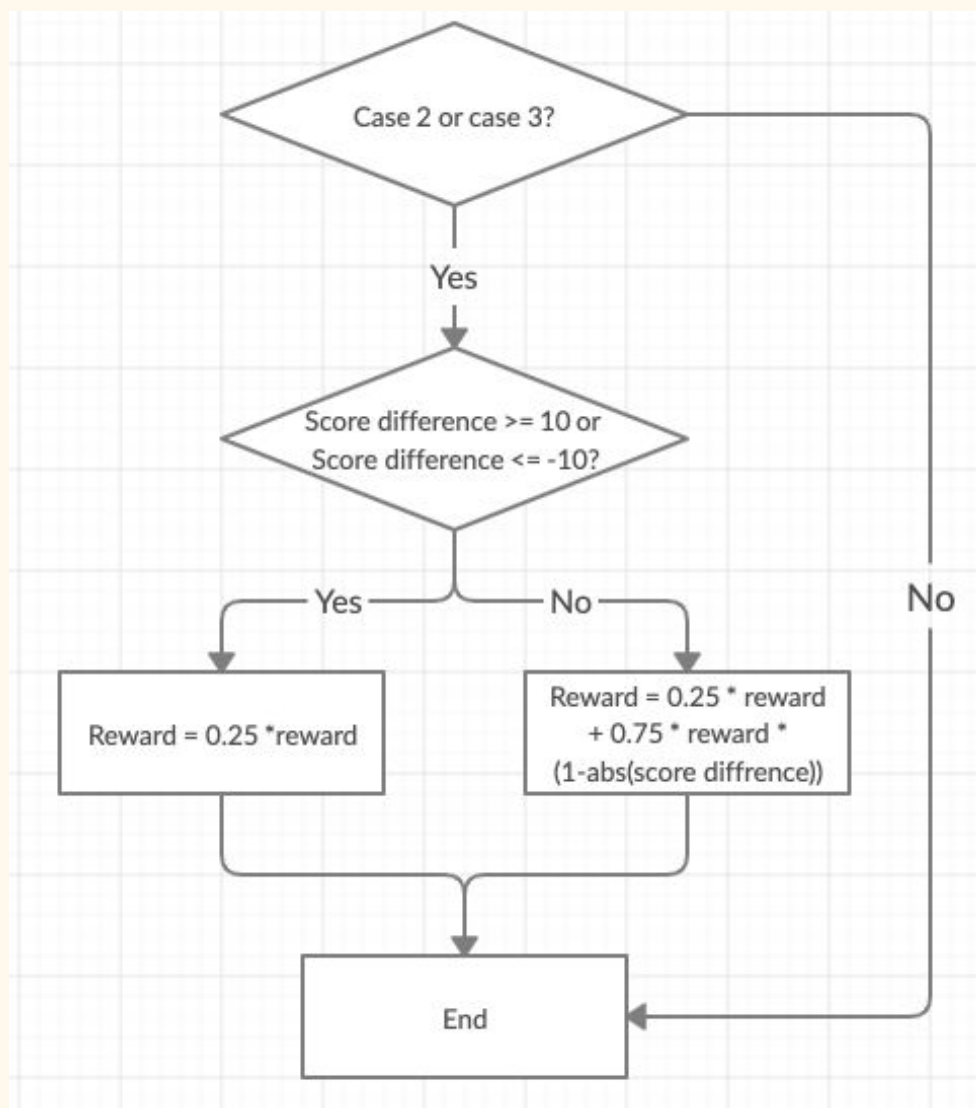 Case 2 or case 3?
Yes
Score difference >= 10 or
Score difference <= -10?
Yes
No
No
Reward = 0.25 *reward
Reward = 0.25 * reward
+ 0.75 * reward *
(1-abs(score diffrence))
End